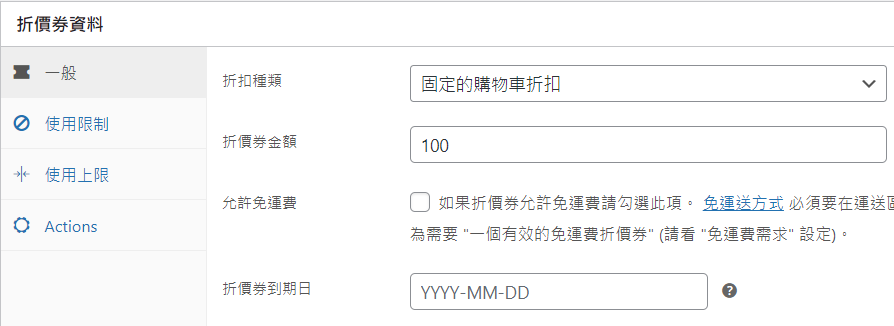 折價券資料
一般
使用限制
使用上限
Actions
折扣種類
固定的購物車折扣
折價券金額
100
允許免運費
如果折價券允許免運費請勾選此項。 免運送方式 必須要在運送
為需要 "一個有效的免運費折價券" (請看 "免運費需求" 設定)。
折價券到期日
YYYY-MM-DD
?